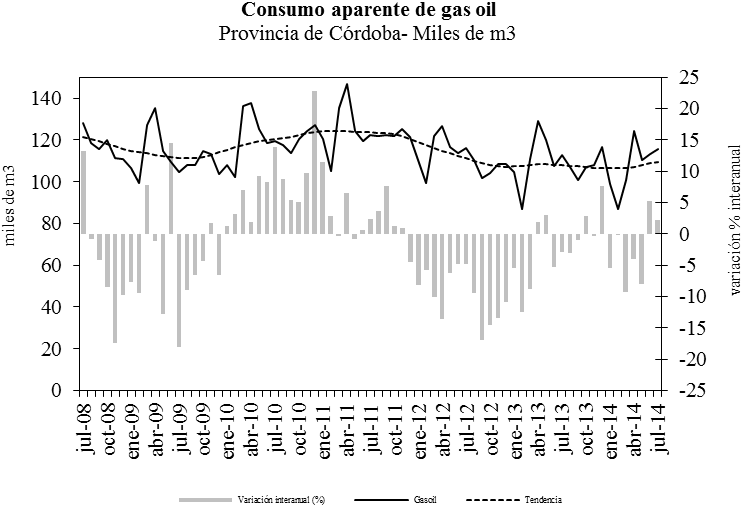 Consumo aparente de gas oil
Provincia de Córdoba- Miles de m3
miles de m3
140
120
100
80
60
40
20
0
25
20
15
10
5
0
-5
-10
-15
-20
-25
variación % interanual
jul-08
oct-08
ene-09
abr-09
jul-09
oct-09
ene-10
abr-10
jul-10
oct-10
ene-11
abr-11
jul-11
oct-11
ene-12
abr-12
jul-12
oct-12
ene-13
abr-13
jul-13
oct-13
ene-14
abr-14
jul-14
Variación interanual (%)
Gasoil
Tendencia